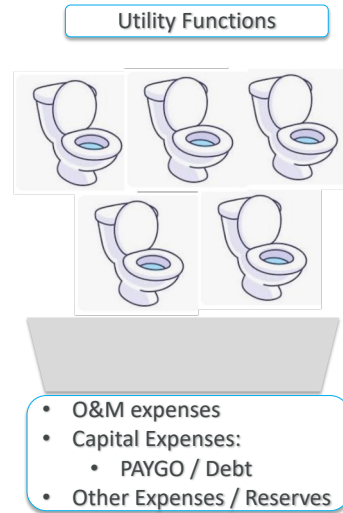 Utility Functions
• O&M expenses
• Capital Expenses:
• PAYGO / Debt
• Other Expenses / Reserves